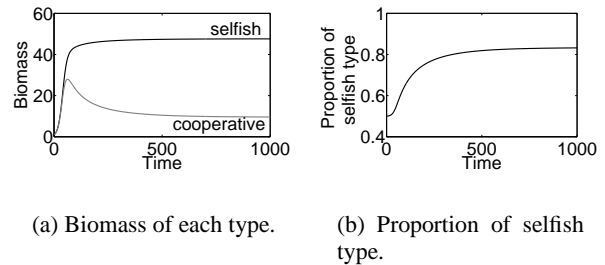 60
40
20
0
Biomass
selfish
cooperative
0
500
1000
Time
1
0.8
0.6
0.4
Proportion of
selfish type
0
500
1000
Time
(a) Biomass of each type.
(b) Proportion of selfish
type.